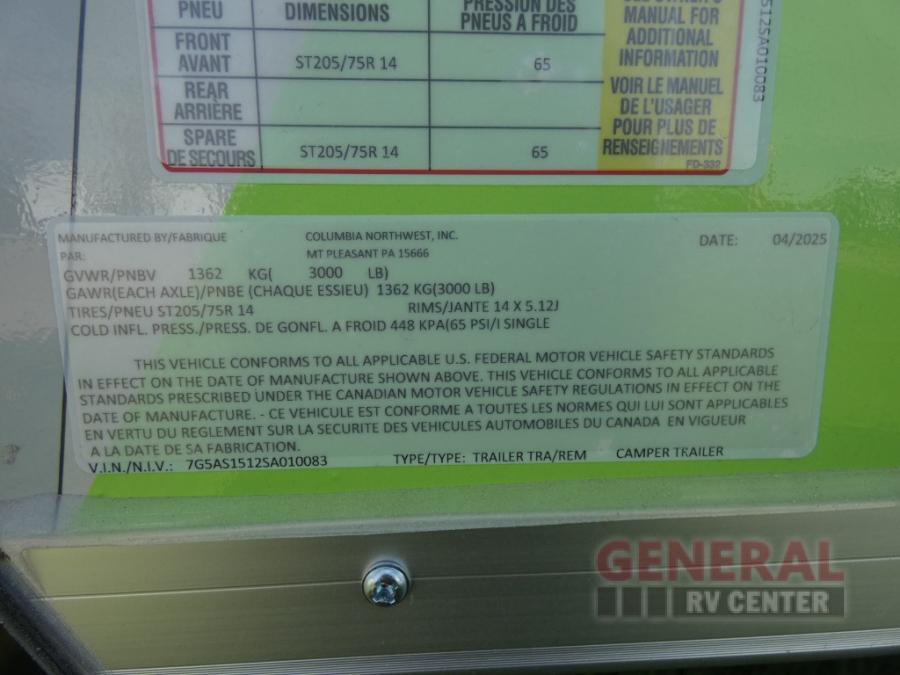 PNEU DIMENSIONS PRESSION DES
PNEUS A FROID
FRONT
AVANT ST205/75R 14 65
REAR
ARRIÈRE
SPARE
DE SECOURS ST205/75R 14 65
MANUAL FOR
ADDITIONAL
INFORMATION
VOIR LE MANUEL
DE L'USAGER
POUR PLUS DE
RENSEIGNEMENTS
FD-332
512SA010083
MANUFACTURED BY/FABRIQUE COLUMBIA NORTHWEST, INC. DATE: 04/2025
PAR: MT PLEASANT PA 15666
GVWR/PNBV 1362 KG( 3000 LB)
GAWR(EACH AXLE)/PNBE (CHAQUE ESSIEU) 1362 KG(3000 LB)
TIRES/PNEU ST205/75R 14 RIMS/JANTE 14 X 5.12J
COLD INFL. PRESS./PRESS. DE GONFL. A FROID 448 KPA(65 PSI/I SINGLE
THIS VEHICLE CONFORMS TO ALL APPLICABLE U.S. FEDERAL MOTOR VEHICLE SAFETY STANDARDS
IN EFFECT ON THE DATE OF MANUFACTURE SHOWN ABOVE. THIS VEHICLE CONFORMS TO ALL APPLICABLE
STANDARDS PRESCRIBED UNDER THE CANADIAN MOTOR VEHICLE SAFETY REGULATIONS IN EFFECT ON THE
DATE OF MANUFACTURE. - CE VEHICULE EST CONFORME A TOUTES LES NORMES QUI LUI SONT APPLICABLES
EN VERTU DU REGLEMENT SUR LA SECURITE DES VEHICULES AUTOMOBILES DU CANADA EN VIGUEUR
A LA DATE DE SA FABRICATION.
V.I.N./N.I.V.: 7G5AS1512SA010083 TYPE/TYPE: TRAILER TRA/REM CAMPER TRAILER
GENERAL
RV CENTER